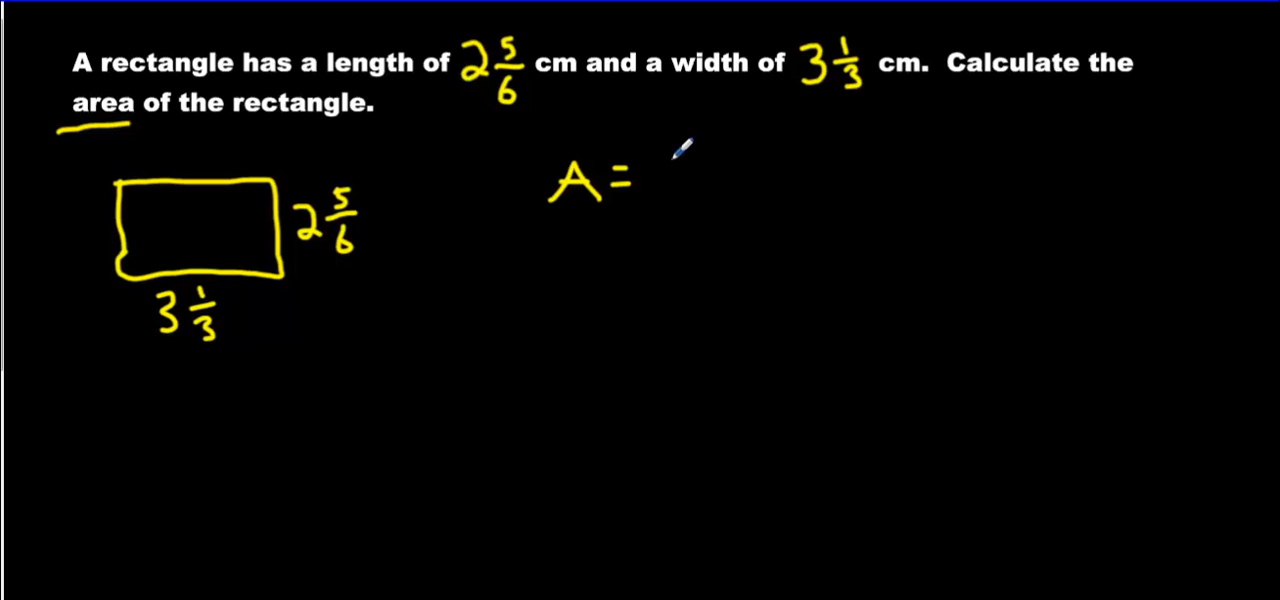 A rectangle has a length of 2 5/6 cm and a width of 3 1/3 cm. Calculate the
area of the rectangle.
A =
2 5/6
3 1/3